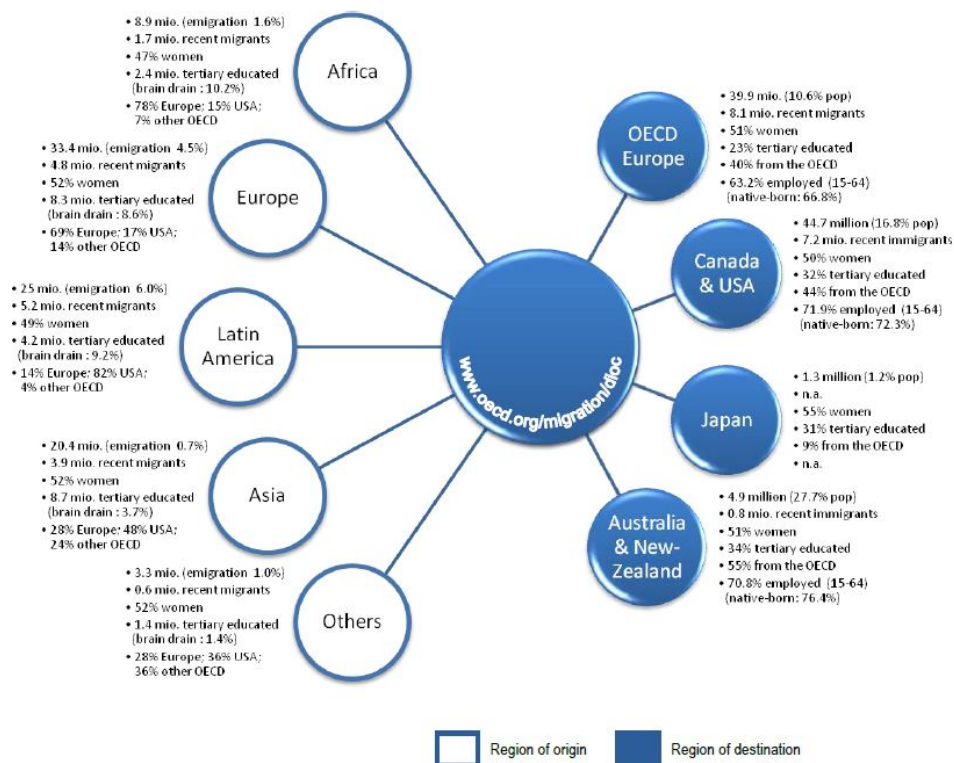 • 8.9 mio. (emigration 1.6%)
• 1.7 mio. recent migrants
• 47% women
• 2.4 mio. tertiary educated
(brain drain : 10.2%)
• 78% Europe; 15% USA;
7% other OECD
Africa
• 33.4 mio. (emigration 4.5%)
• 4.8 mio. recent migrants
• 52% women
• 8.3 mio. tertiary educated
(brain drain : 8.6%)
• 69% Europe; 17% USA;
14% other OECD
Europe
• 25 mio. (emigration 6.0%)
• 5.2 mio. recent migrants
• 49% women
• 4.2 mio. tertiary educated
(brain drain : 9.2%)
• 14% Europe; 82% USA;
4% other OECD
Latin
America
• 20.4 mio. (emigration 0.7%)
• 3.9 mio. recent migrants
• 52% women
• 8.7 mio. tertiary educated
(brain drain : 3.7%)
• 28% Europe; 48% USA;
24% other OECD
Asia
• 3.3 mio. (emigration 1.0%)
• 0.6 mio. recent migrants
• 52% women
• 1.4 mio. tertiary educated
(brain drain : 1.4%)
• 28% Europe; 36% USA;
36% other OECD
Others
www.oecd.org/migration/dioc
OECD
Europe
• 39.9 mio. (10.6% pop)
• 8.1 mio. recent migrants
• 51% women
• 23% tertiary educated
• 40% from the OECD
• 63.2% employed (15-64)
(native-born: 66.8%)
Canada
& USA
• 44.7 million (16.8% pop)
• 7.2 mio. recent immigrants
• 50% women
• 32% tertiary educated
• 44% from the OECD
• 71.9% employed (15-64)
(native-born: 72.3%)
Japan
• 1.3 million (1.2% pop)
• n.a.
• 55% women
• 31% tertiary educated
• 9% from the OECD
• n.a.
Australia
& New-
Zealand
• 4.9 million (27.7% pop)
• 0.8 mio. recent immigrants
• 51% women
• 34% tertiary educated
• 55% from the OECD
• 70.8% employed (15-64)
(native-born: 76.4%)
Region of origin
Region of destination